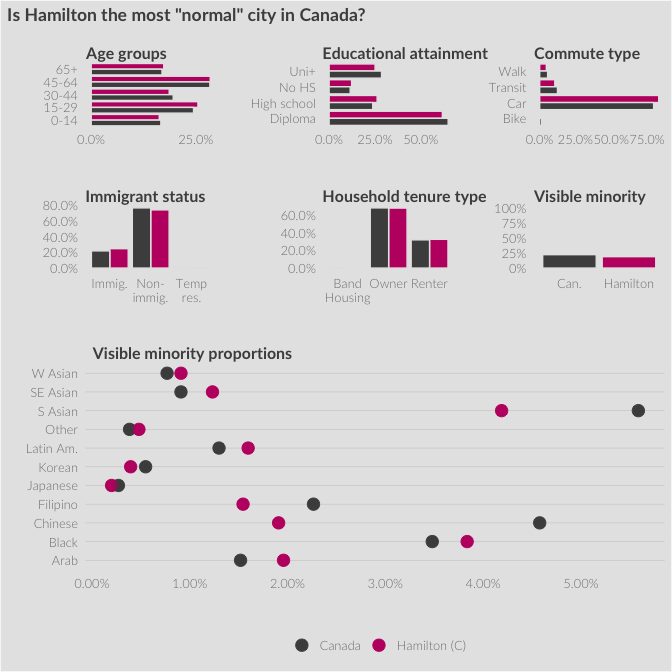 Is Hamilton the most "normal" city in Canada?
Age groups
65+
45-64
30-44
15-29
0-14
0.0% 25.0%
Educational attainment
Uni+
No HS
High school
Diploma
0.0% 25.0% 50.0%
Commute type
Walk
Transit
Car
Bike
0.0% 25.0% 50.0% 75.0%
Immigrant status
80.0%
60.0%
40.0%
20.0%
0.0%
Immig. Non- Temp
immig. res.
Household tenure type
60.0%
40.0%
20.0%
0.0%
Band Owner Renter
Housing
Visible minority
100%
75%
50%
25%
0%
Can. Hamilton
Visible minority proportions
W Asian
SE Asian
S Asian
Other
Latin Am.
Korean
Japanese
Filipino
Chinese
Black
Arab
0.00% 1.00% 2.00% 3.00% 4.00% 5.00%
Canada Hamilton (C)